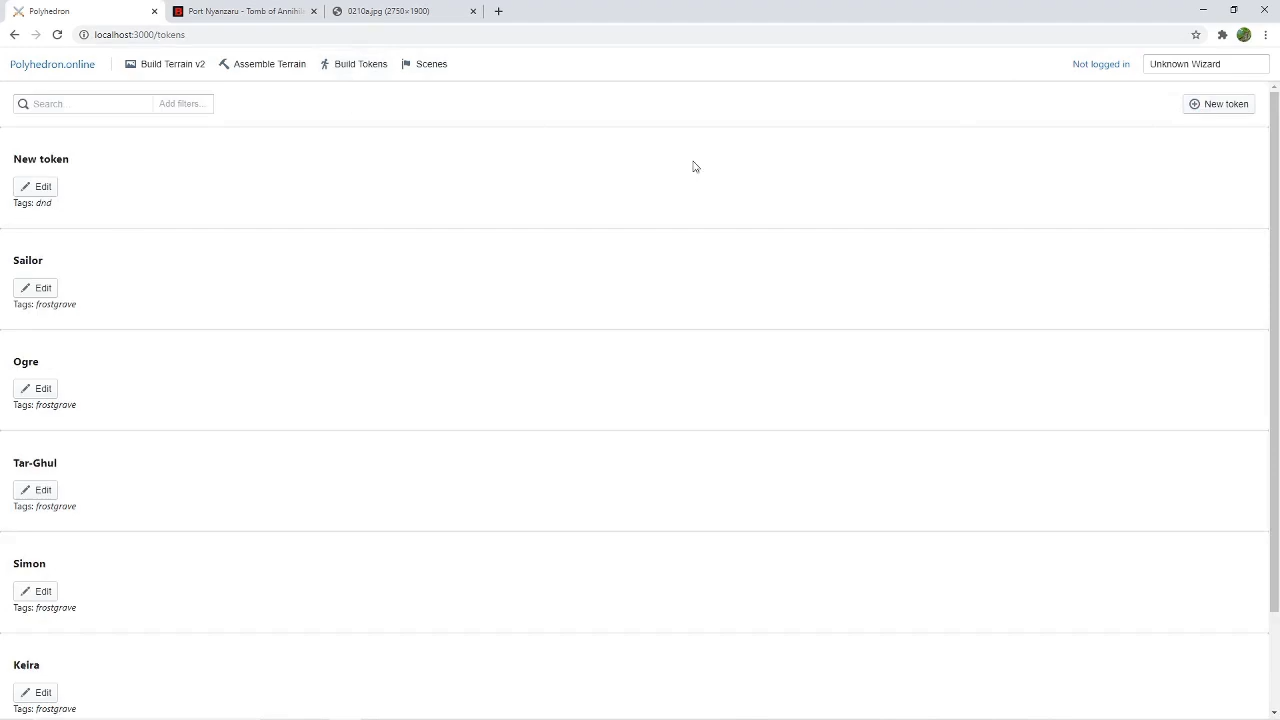 Polyhedron
Port Nyanzaru - Tomb of Annihila
0210a.jpg (2750×1900)
localhost:3000/tokens
Polyhedron.online
Build Terrain v2
Assemble Terrain
Build Tokens
Scenes
Not logged in
Unknown Wizard
Search...
Add filters...
New token
New token
Edit
Tags: dnd
Sailor
Edit
Tags: frostgrave
Ogre
Edit
Tags: frostgrave
Tar-Ghul
Edit
Tags: frostgrave
Simon
Edit
Tags: frostgrave
Keira
Edit
Tags: frostgrave